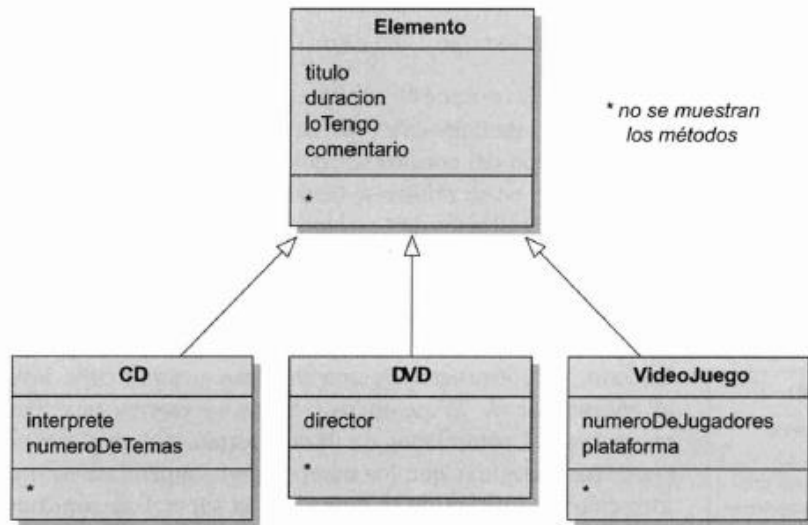 Elemento
titulo
duracion
loTengo
comentario
*
* no se muestran
los métodos
CD
interprete
numeroDeTemas
*
DVD
director
*
VideoJuego
numeroDeJugadores
plataforma
*